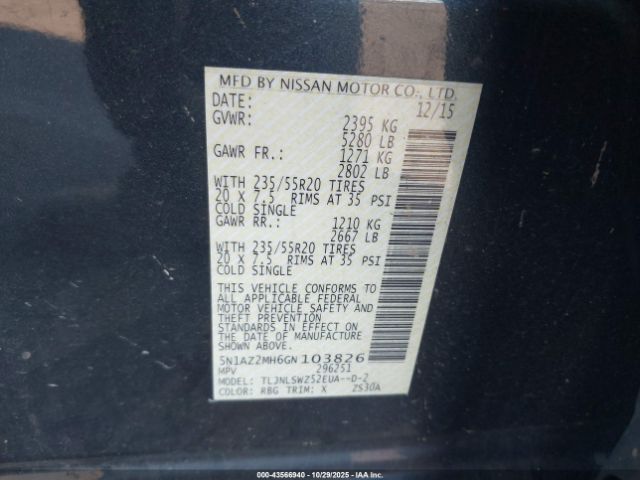 MFD BY NISSAN MOTOR CO., LTD.
DATE: 12/15
GVWR: 2395 KG
5280 LB
GAWR FR.: 1271 KG
2802 LB
WITH 235/55R20 TIRES
20 X 7.5 RIMS AT 35 PSI
COLD SINGLE
GAWR RR.: 1210 KG
2667 LB
WITH 235/55R20 TIRES
20 X 7.5 RIMS AT 35 PSI
COLD SINGLE
THIS VEHICLE CONFORMS TO
ALL APPLICABLE FEDERAL
MOTOR VEHICLE SAFETY AND
THEFT PREVENTION
STANDARDS IN EFFECT ON
THE DATE OF MANUFACTURE
SHOWN ABOVE.
5N1AZ2MH6GN103826
MPV 296251
MODEL: TLJNLSWZ52EUA--D-2
COLOR: RBG TRIM: X ZS30A
000-43566940 - 10/29/2025 - IAAI.com